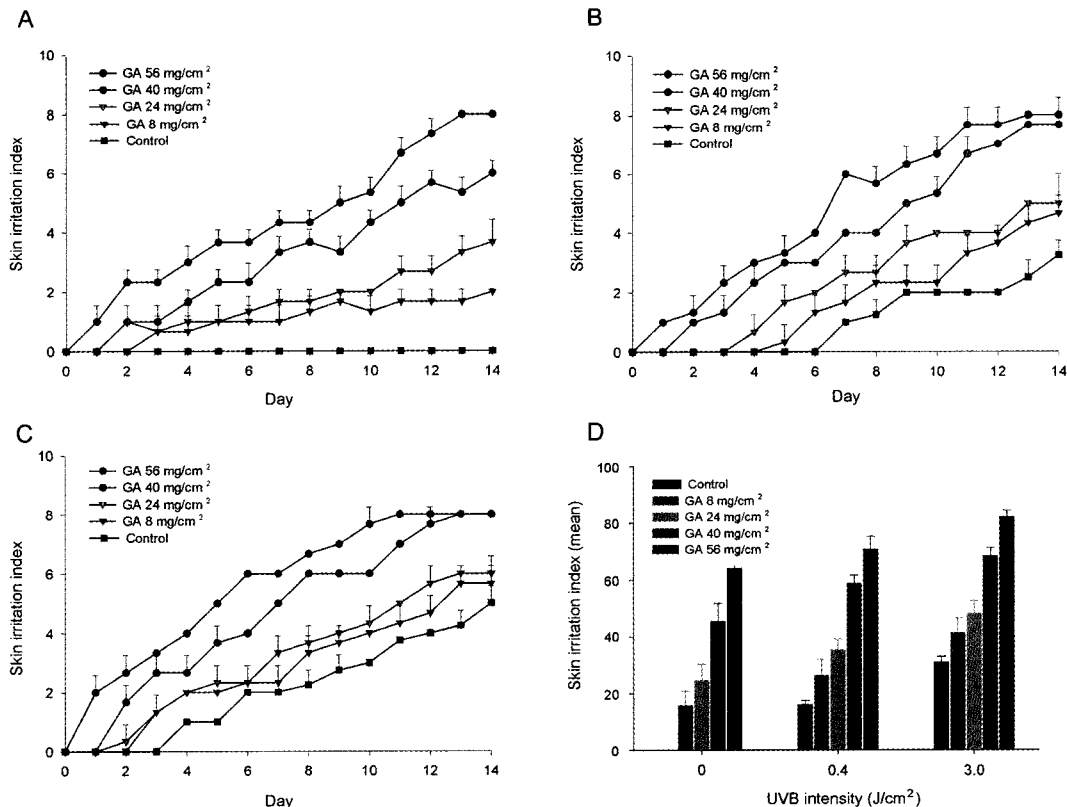 A
Skin irritation index
10
8
6
4
2
0
GA 56 mg/cm²
GA 40 mg/cm²
GA 24 mg/cm²
GA 8 mg/cm²
Control
0 2 4 6 8 10 12 14
Day
B
Skin irritation index
10
8
6
4
2
0
GA 56 mg/cm²
GA 40 mg/cm²
GA 24 mg/cm²
GA 8 mg/cm²
Control
0 2 4 6 8 10 12 14
Day
C
Skin irritation index
10
8
6
4
2
0
GA 56 mg/cm²
GA 40 mg/cm²
GA 24 mg/cm²
GA 8 mg/cm²
Control
0 2 4 6 8 10 12 14
Day
D
Skin irritation index (mean)
100
80
60
40
20
0
Control
GA 8 mg/cm²
GA 24 mg/cm²
GA 40 mg/cm²
GA 56 mg/cm²
0 0.4 3.0
UVB intensity (J/cm²)